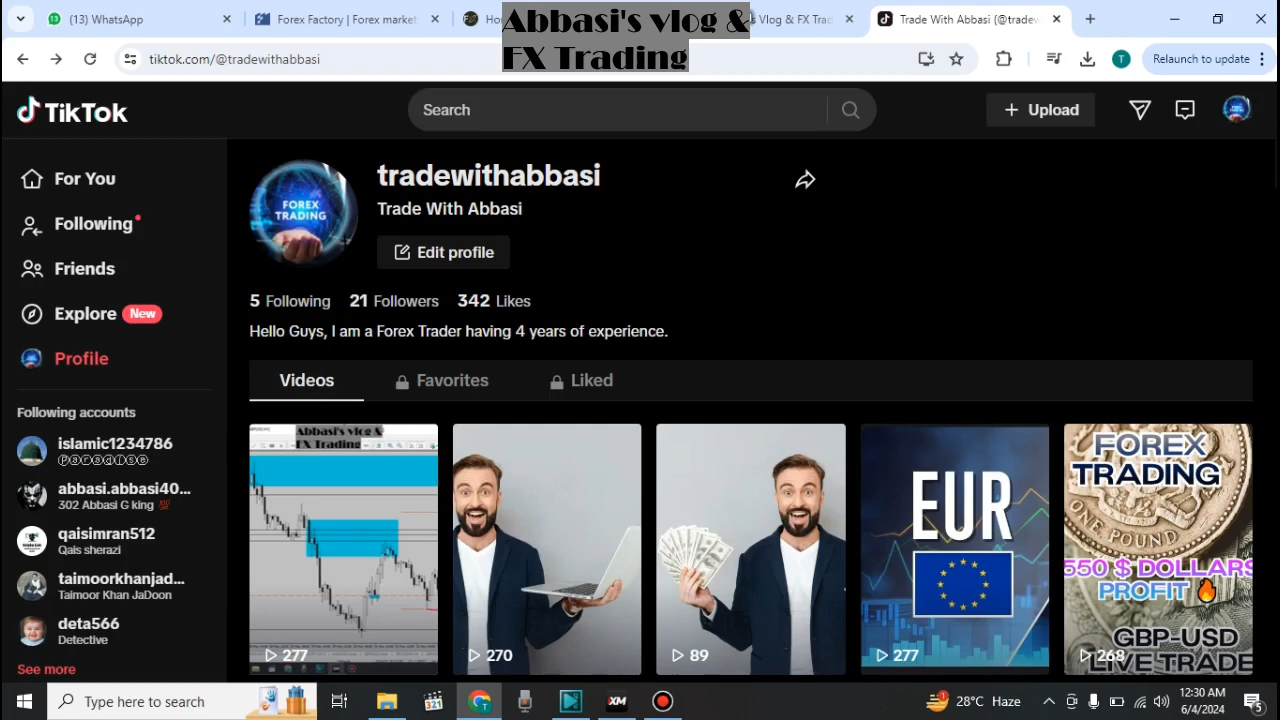 (13) WhatsApp
Forex Factory | Forex market
Ho
Abbasi's vlog &
FX Trading
Vlog & FX Trad
Trade With Abbasi (@tradew
tiktok.com/@tradewithabbasi
T
Relaunch to update
TikTok
Search
+ Upload
For You
Following
Friends
Explore New
Profile
Following accounts
islamic1234786
Ⓟⓐⓡⓐⓓⓘⓢⓔ
abbasi.abbasi40...
302 Abbasi G king 💯
qaisimran512
Qais sherazi
taimoorkhanjad...
Taimoor Khan JaDoon
deta566
Detective
See more
FOREX
TRADING
tradewithabbasi
Trade With Abbasi
Edit profile
5 Following 21 Followers 342 Likes
Hello Guys, I am a Forex Trader having 4 years of experience.
Videos Favorites Liked
Abbasi's vlog &
FX Trading
277
270
89
EUR
277
FOREX
TRADING
ONE POUND
550 $ DOLLARS
PROFIT 🔥
GBP-USD
LIVE TRADE
268
Type here to search
321
XM
28°C Haze
12:30 AM
6/4/2024
5